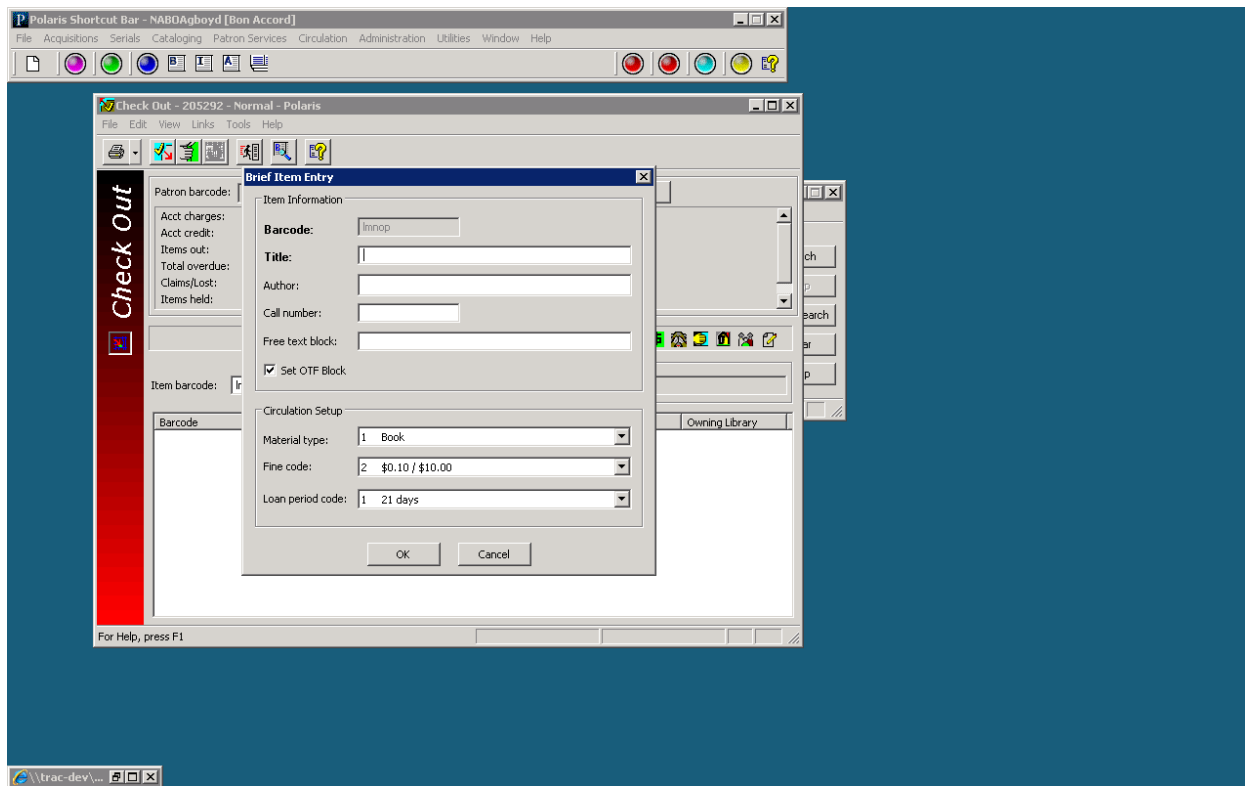 Polaris Shortcut Bar - NABOAgboyd [Bon Accord]
File Acquisitions Serials Cataloging Patron Services Circulation Administration Utilities Window Help
Check Out - 205292 - Normal - Polaris
File Edit View Links Tools Help
Brief Item Entry
Check Out
Patron barcode:
Acct charges:
Acct credit:
Items out:
Total overdue:
Claims/Lost:
Items held:
Item barcode:
Barcode
Owning Library
Item Information
Barcode: lmnop
Title:
Author:
Call number:
Free text block:
Set OTF Block
Circulation Setup
Material type: 1 Book
Fine code: 2 $0.10 / $10.00
Loan period code: 1 21 days
OK Cancel
ch
p
earch
ar
p
For Help, press F1
\\trac-dev\...